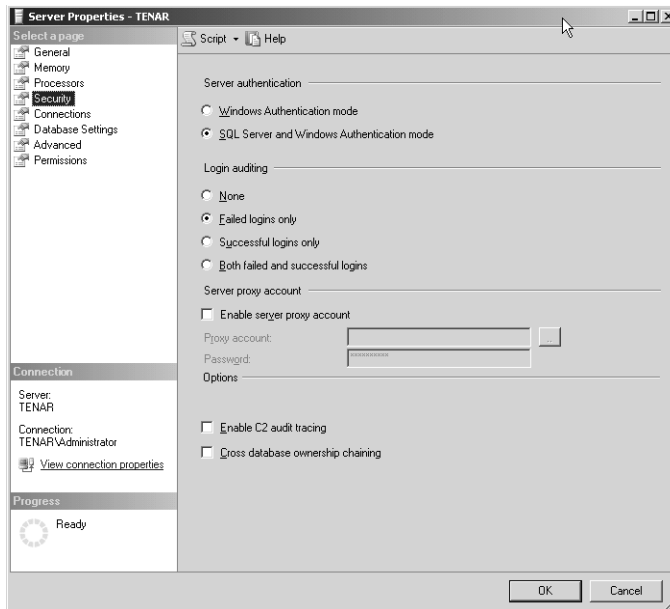 Server Properties - TENAR
Select a page
General
Memory
Processors
Security
Connections
Database Settings
Advanced
Permissions
Script Help
Server authentication
Windows Authentication mode
SQL Server and Windows Authentication mode
Login auditing
None
Failed logins only
Successful logins only
Both failed and successful logins
Server proxy account
Enable server proxy account
Proxy account:
...
Password:
Options
Enable C2 audit tracing
Cross database ownership chaining
Connection
Server:
TENAR
Connection:
TENAR\Administrator
View connection properties
Progress
Ready
OK Cancel